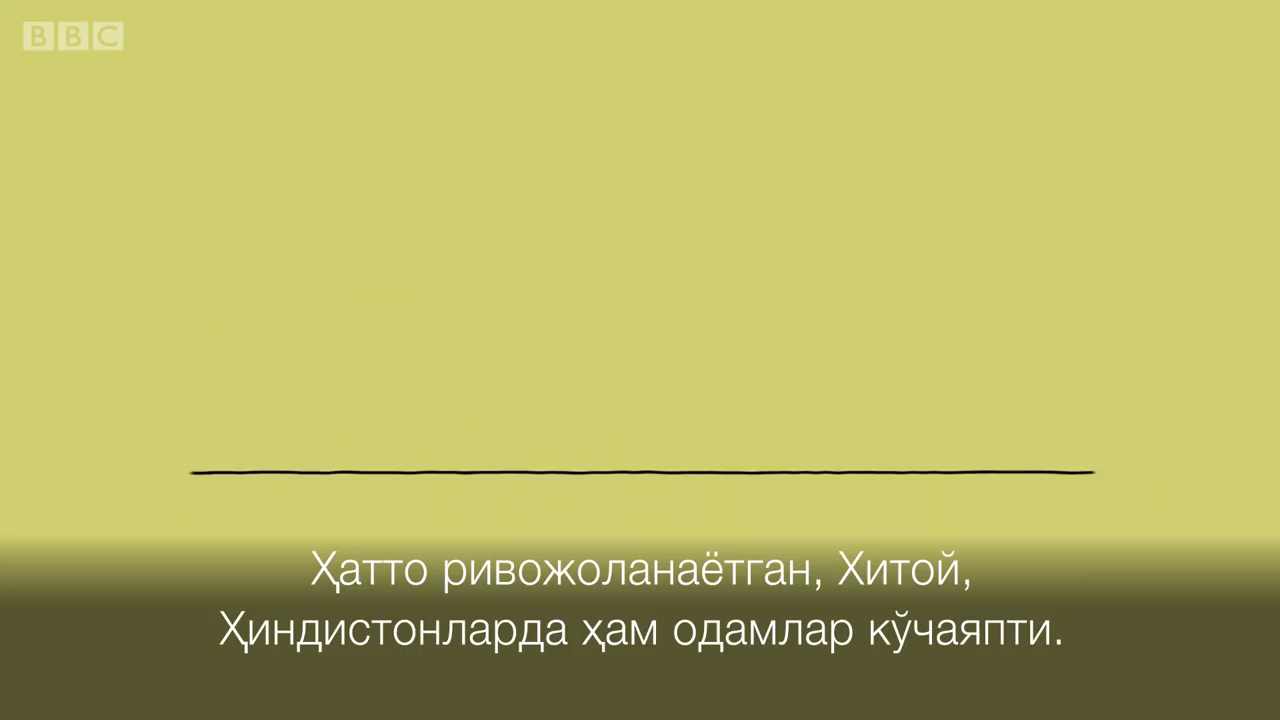 BBC
Ҳатто ривожоланаётган, Хитой,
Ҳиндистонларда ҳам одамлар кўчаяпти.